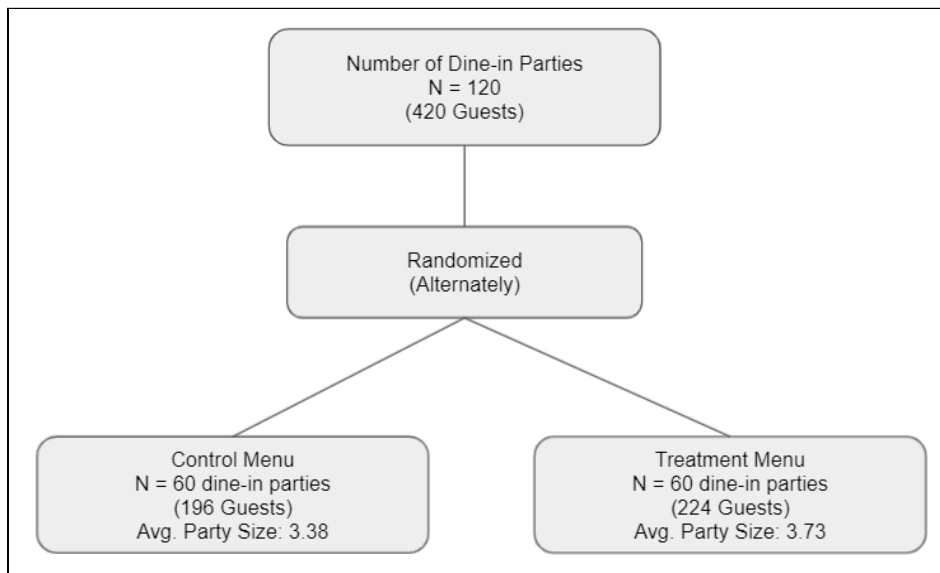 Number of Dine-in Parties
N = 120
(420 Guests)
Randomized
(Alternately)
Control Menu
N = 60 dine-in parties
(196 Guests)
Avg. Party Size: 3.38
Treatment Menu
N = 60 dine-in parties
(224 Guests)
Avg. Party Size: 3.73